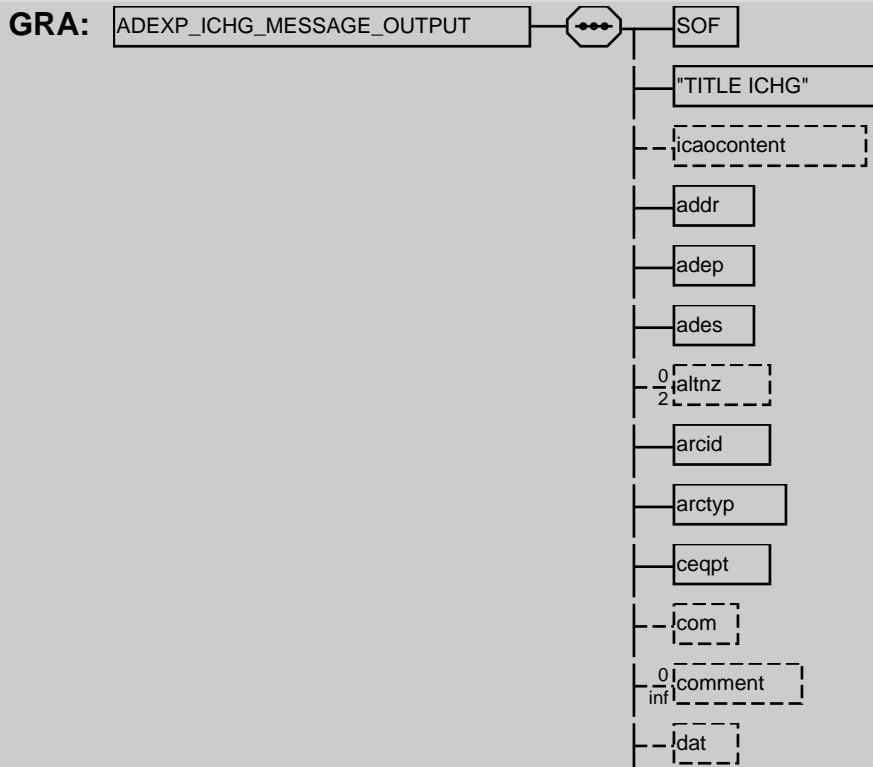 GRA: ADEXP_ICHG_MESSAGE_OUTPUT SOF
"TITLE ICHG"
icaocontent
addr
adep
ades
0
2
altnz
arcid
arctyp
ceqpt
com
0
inf
comment
dat